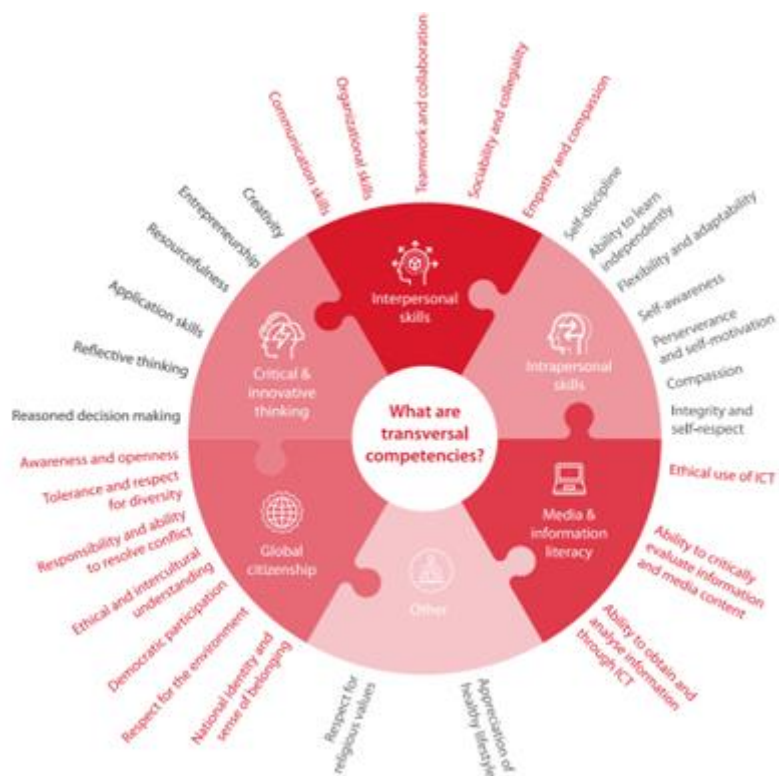 What are
transversal
competencies?
Interpersonal
skills
Communication skills
Organizational skills
Teamwork and collaboration
Sociability and collegiality
Empathy and compassion
Intrapersonal
skills
Self-discipline
Ability to learn
independently
Flexibility and adaptability
Self-awareness
Perserverance
and self-motivation
Compassion
Integrity and
self-respect
Media &
information
literacy
Ethical use of ICT
Ability to critically
evaluate information
and media content
Ability to obtain and
analyse information
through ICT
Other
Appreciation of
healthy lifestyle
Respect for
religious values
Global
citizenship
National identity and
sense of belonging
Respect for the environment
Democratic participation
Ethical and intercultural
understanding
Responsibility and ability
to resolve conflict
Tolerance and respect
for diversity
Awareness and openness
Critical &
innovative
thinking
Reasoned decision making
Reflective thinking
Application skills
Resourcefulness
Entrepreneurship
Creativity